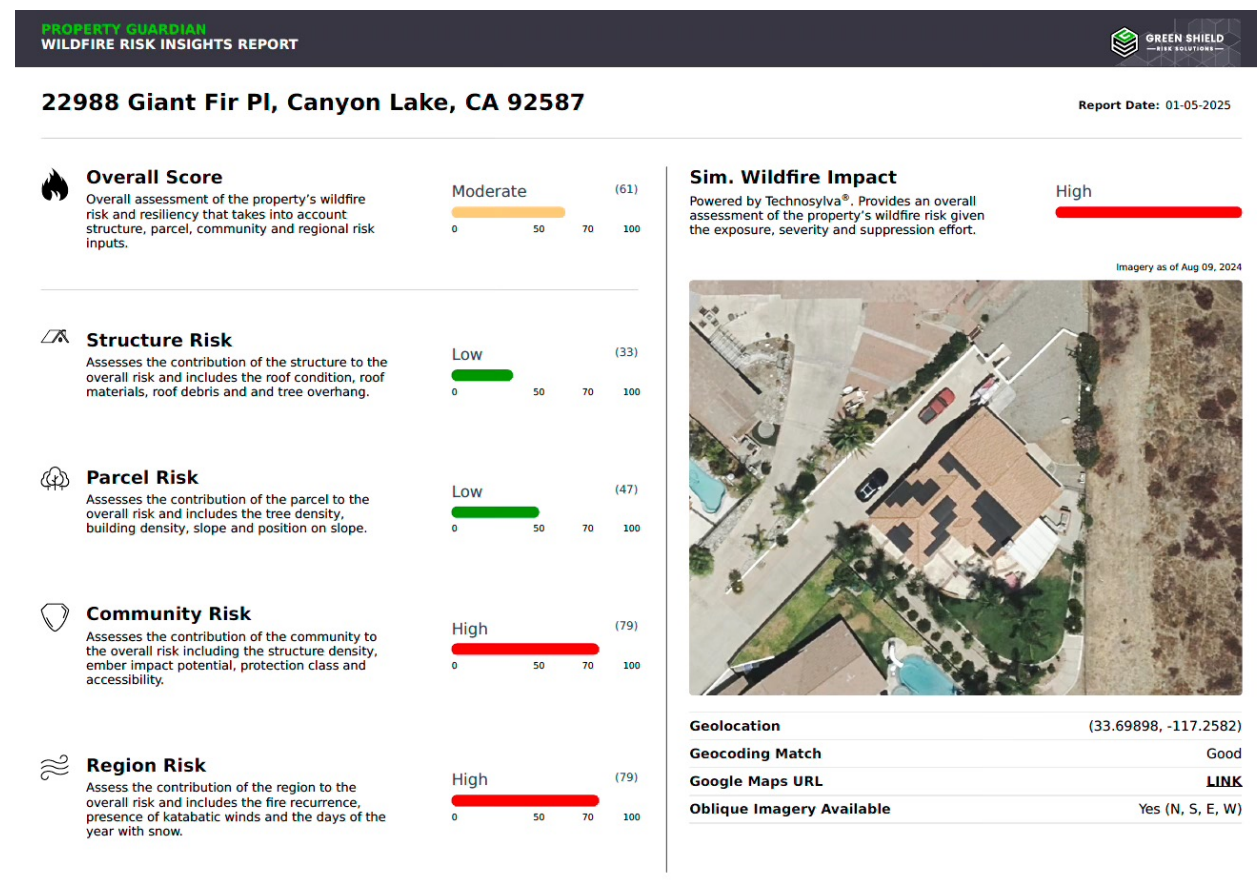 PROPERTY GUARDIAN
WILDFIRE RISK INSIGHTS REPORT
GREEN SHIELD
RISK SOLUTIONS
22988 Giant Fir Pl, Canyon Lake, CA 92587
Report Date: 01-05-2025
Overall Score
Overall assessment of the property's wildfire
risk and resiliency that takes into account
structure, parcel, community and regional risk
inputs.
Moderate (61)
0 50 70 100
Structure Risk
Assesses the contribution of the structure to the
overall risk and includes the roof condition, roof
materials, roof debris and and tree overhang.
Low (33)
0 50 70 100
Parcel Risk
Assesses the contribution of the parcel to the
overall risk and includes the tree density,
building density, slope and position on slope.
Low (47)
0 50 70 100
Community Risk
Assesses the contribution of the community to
the overall risk including the structure density,
ember impact potential, protection class and
accessibility.
High (79)
0 50 70 100
Region Risk
Assess the contribution of the region to the
overall risk and includes the fire recurrence,
presence of katabatic winds and the days of the
year with snow.
High (79)
0 50 70 100
Sim. Wildfire Impact
Powered by Technosylva®. Provides an overall
assessment of the property's wildfire risk given
the exposure, severity and suppression effort.
High
Imagery as of Aug 09, 2024
Geolocation (33.69898, -117.2582)
Geocoding Match Good
Google Maps URL LINK
Oblique Imagery Available Yes (N, S, E, W)